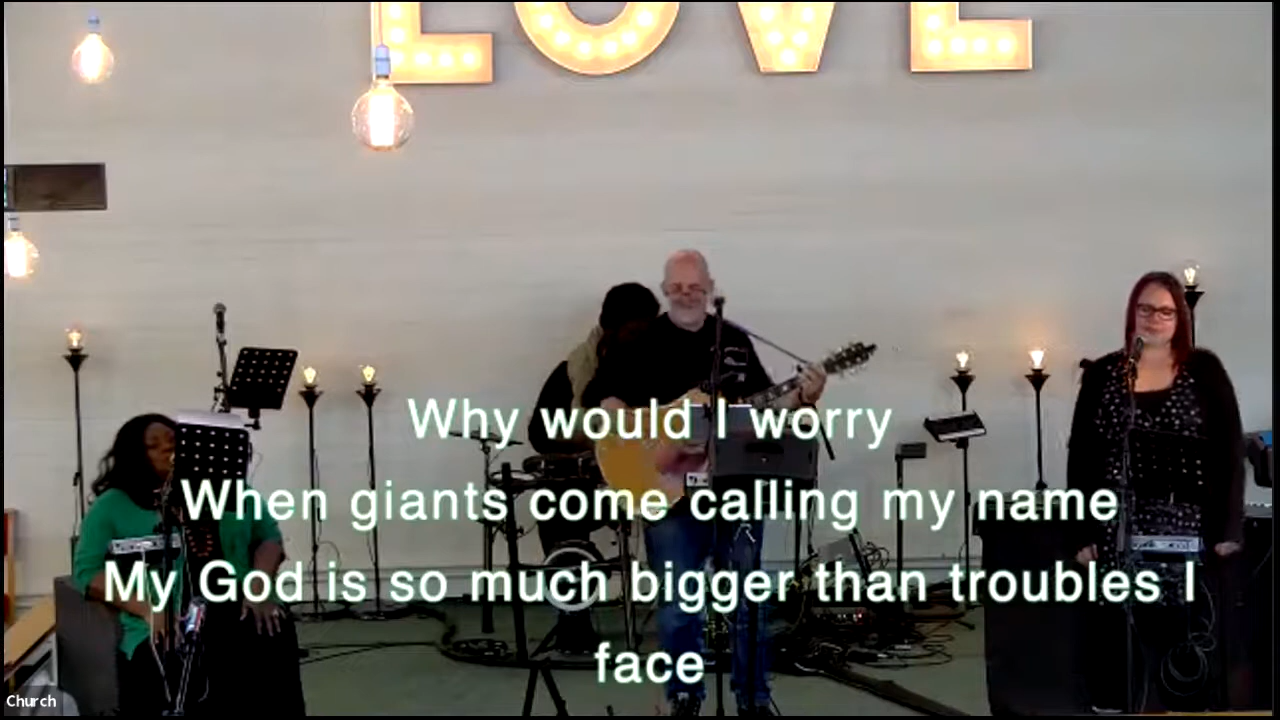 LOVE
Why would I worry
When giants come calling my name
My God is so much bigger than troubles I
face
Church